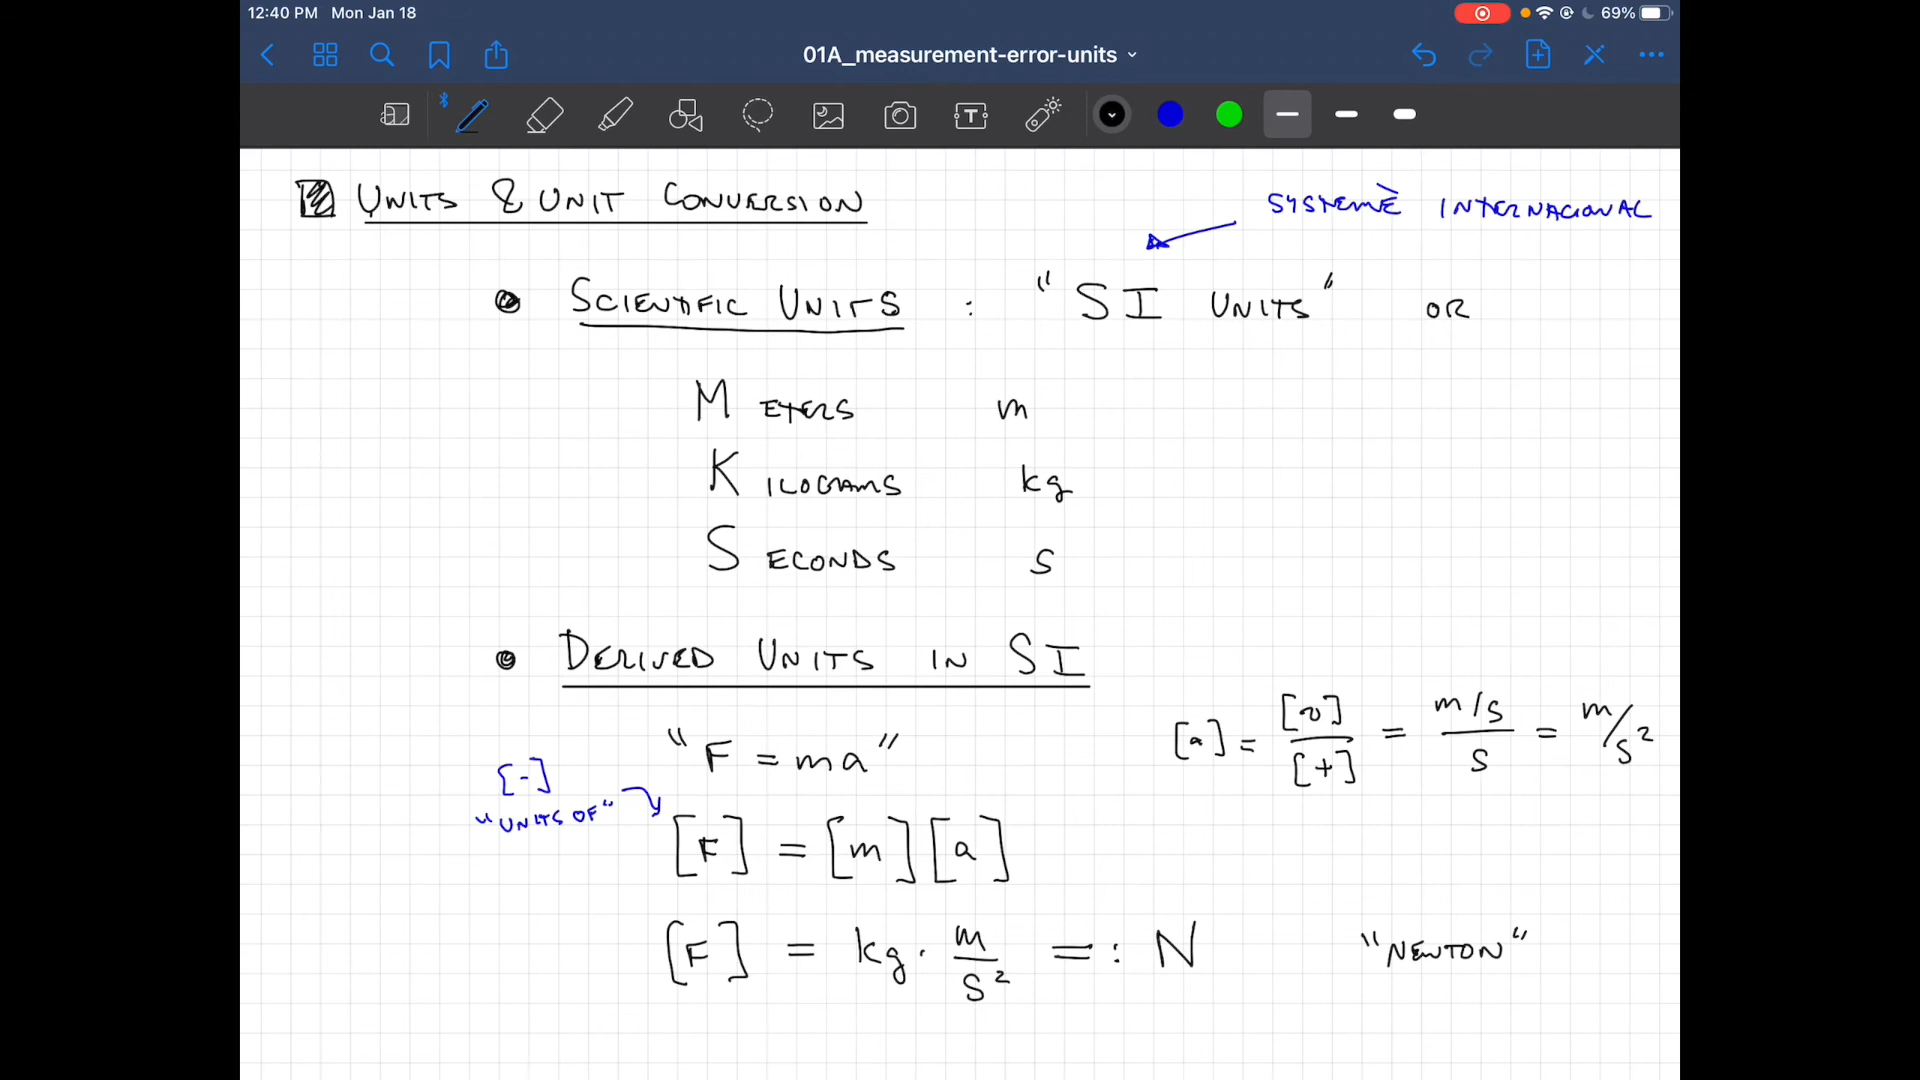 12:40 PM Mon Jan 18
69%
01A_measurement-error-units
T
UNITS & UNIT CONVERSION
SYSTEMÈ INTERNACIONAL
SCIENTIFIC UNITS : "SI UNITS" OR
METERS m
KILOGRAMS kg
SECONDS s
DERIVED UNITS IN SI
"F = ma"
[a] = [v]/[t] = m/s/s = m/s²
[-]
"UNITS OF"
[F] = [m][a]
[F] = kg · m/s² =: N "NEWTON"